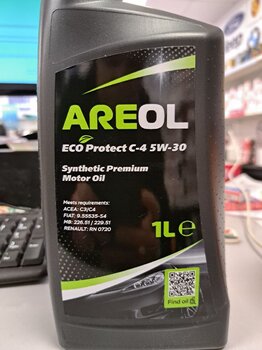 AREOL
ECO Protect C-4 5W-30
Synthetic Premium
Motor Oil
Meets requirements:
ACEA: C3/C4
FIAT: 9.55535-S4
MB: 226.51 / 229.51
RENAULT: RN 0720
1L e
Find oil